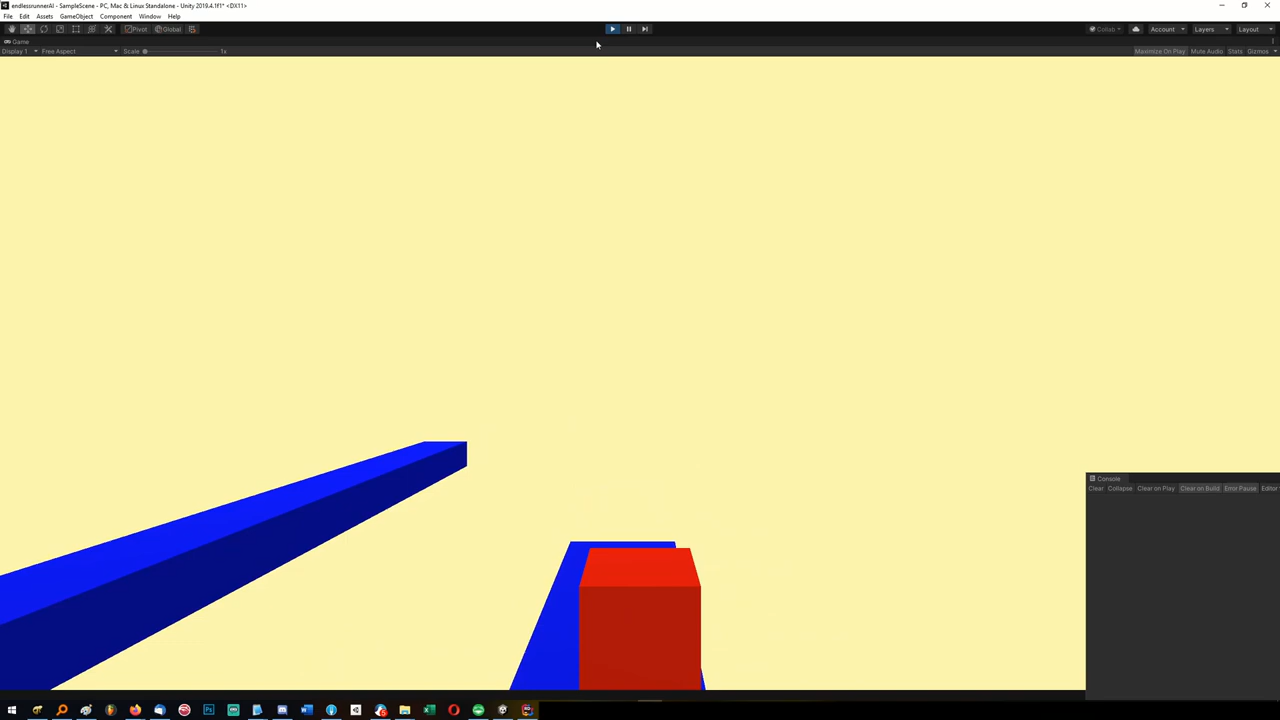 endlessrunnerAI - SampleScene - PC, Mac & Linux Standalone - Unity 2019.4.1f1* <DX11>
File Edit Assets GameObject Component Window Help
Pivot Global Collab Account Layers Layout
Game
Display 1 Free Aspect Scale 1x Maximize On Play Mute Audio Stats Gizmos
Console
Clear Collapse Clear on Play Clear on Build Error Pause Editor